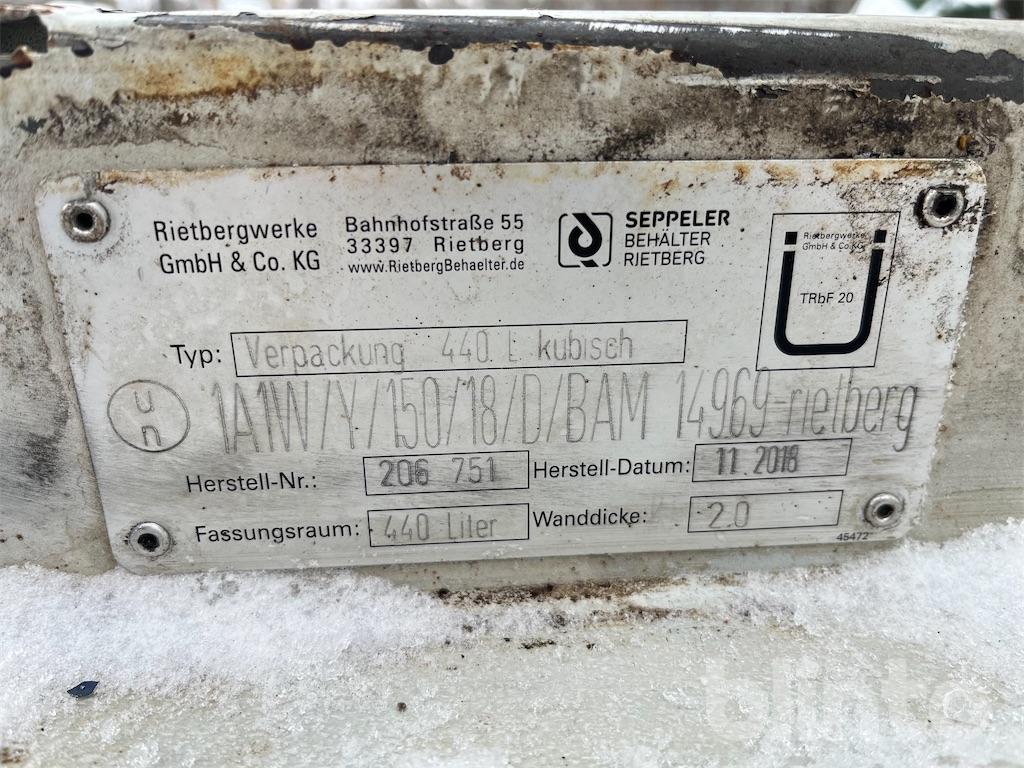 Rietbergwerke
GmbH & Co. KG
Bahnhofstraße 55
33397 Rietberg
www.RietbergBehaelter.de
SEPPELER
BEHÄLTER
RIETBERG
Rietbergwerke
GmbH & Co.KG
Ü
TRbF 20
Typ: Verpackung 440 L kubisch
un 1A1W/Y/150/18/D/BAM 14969-rietberg
Herstell-Nr.: 206 751 Herstell-Datum: 11.2018
Fassungsraum: 440 Liter Wanddicke: 2.0
45472
blinto